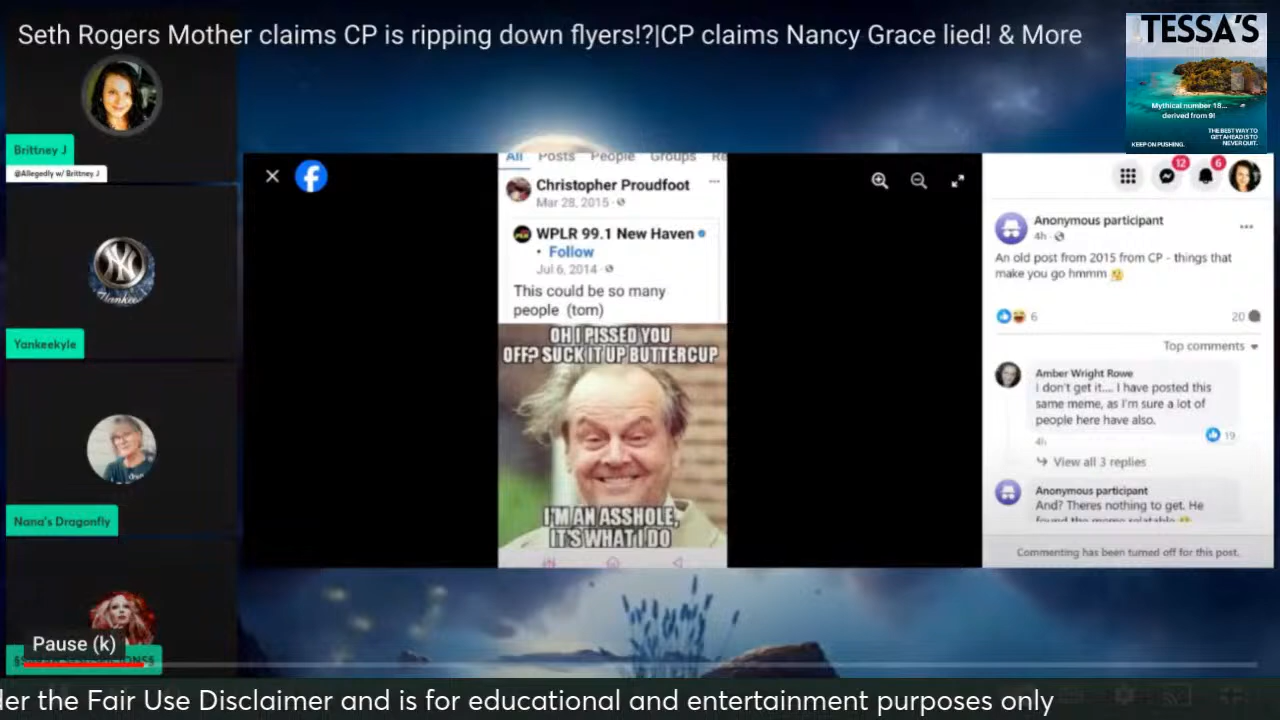 Seth Rogers Mother claims CP is ripping down flyers!?|CP claims Nancy Grace lied! & More
TESSA'S
Mythical number 18...
derived from 9!
KEEP ON PUSHING.
THE BEST WAY TO
GET AHEAD IS TO
NEVER QUIT.
Brittney J
@Allegedly w/ Brittney J
Yankeekyle
Nana's Dragonfly
Pause (k)
All Posts People Groups Re
Christopher Proudfoot
Mar 28, 2015
WPLR 99.1 New Haven
Follow
Jul 6, 2014
This could be so many
people (tom)
OH I PISSED YOU
OFF? SUCK IT UP BUTTERCUP
I'M AN ASSHOLE,
IT'S WHAT I DO
12
6
Anonymous participant
4h
An old post from 2015 from CP - things that
make you go hmmm
6
20
Top comments
Amber Wright Rowe
I don't get it.... I have posted this
same meme, as I'm sure a lot of
people here have also.
19
4h
View all 3 replies
Anonymous participant
And? Theres nothing to get. He
found the meme relatable
Commenting has been turned off for this post.
der the Fair Use Disclaimer and is for educational and entertainment purposes only